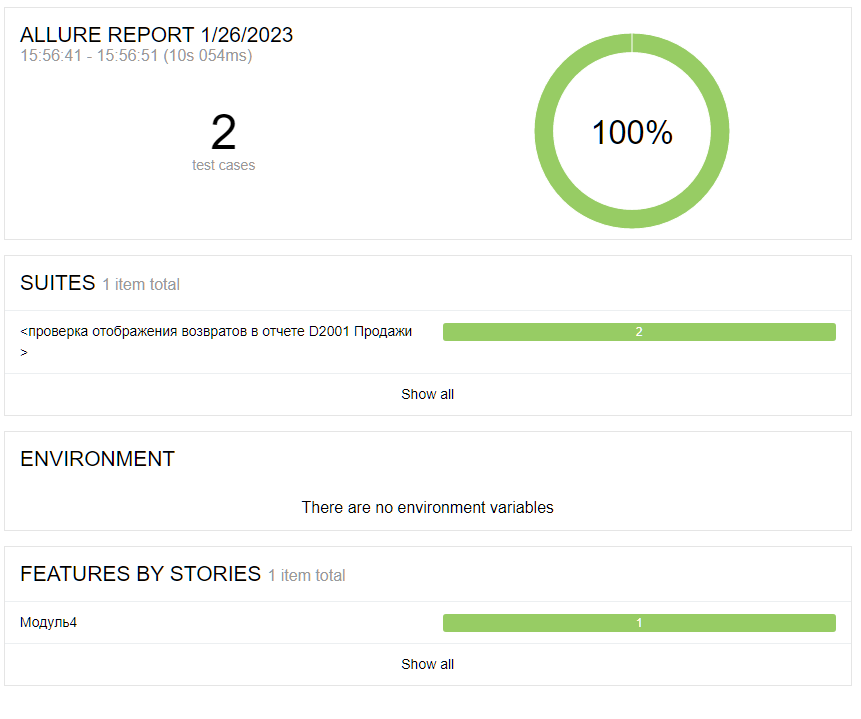 ALLURE REPORT 1/26/2023
15:56:41 - 15:56:51 (10s 054ms)
2
test cases
100%
SUITES 1 item total
<проверка отображения возвратов в отчете D2001 Продажи
>
2
Show all
ENVIRONMENT
There are no environment variables
FEATURES BY STORIES 1 item total
Модуль4
1
Show all